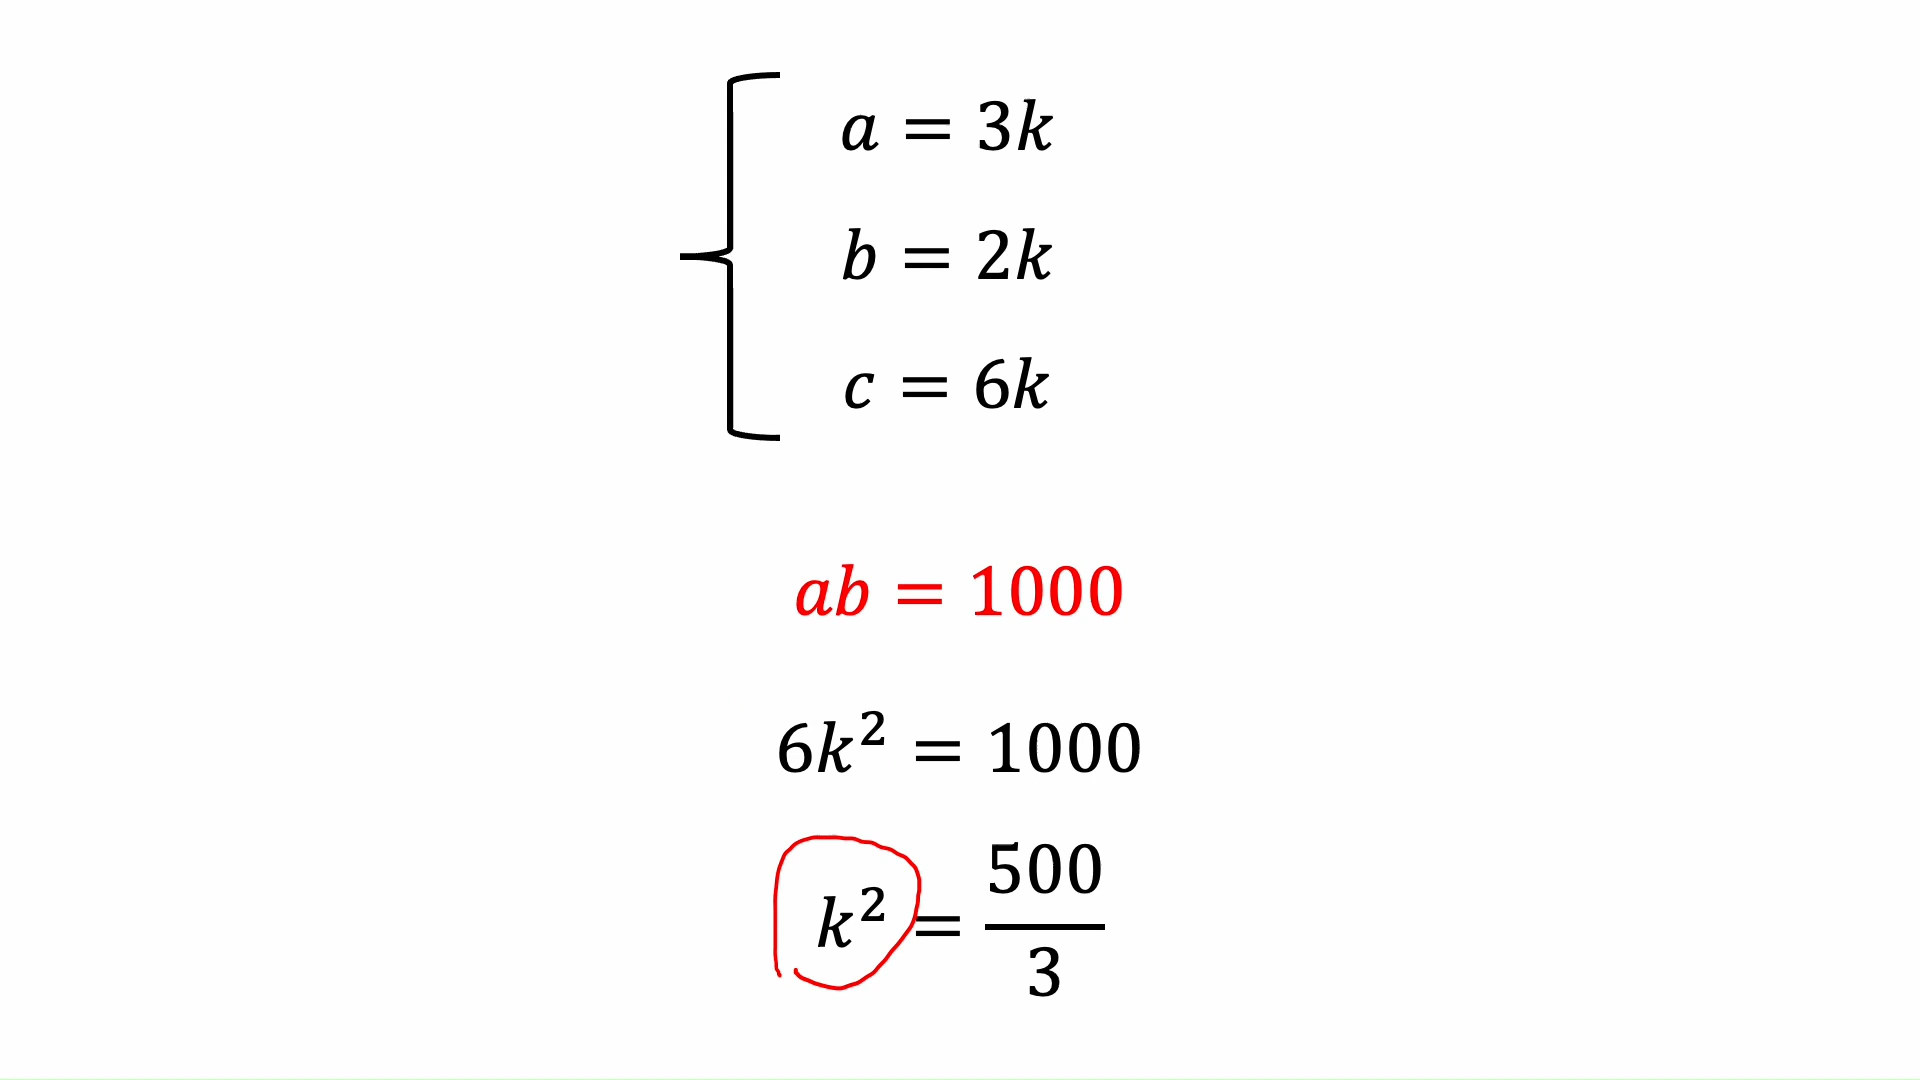 a = 3k
b = 2k
c = 6k
ab = 1000
6k² = 1000
k² = 500/3